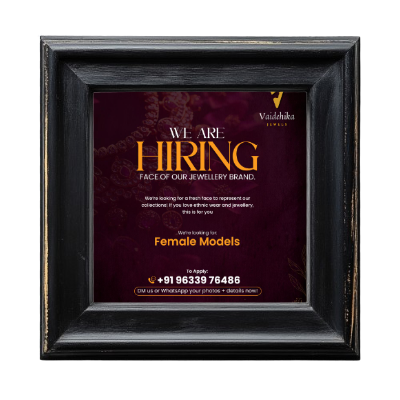 Vaidehika
JEWELS
WE ARE
HIRING
FACE OF OUR JEWELLERY BRAND.
We're looking for a fresh face to represent our
collections. If you love ethnic wear and jewellery,
this is for you
We're looking for:
Female Models
To Apply:
+91 96339 76486
DM us or WhatsApp your photos + details now!